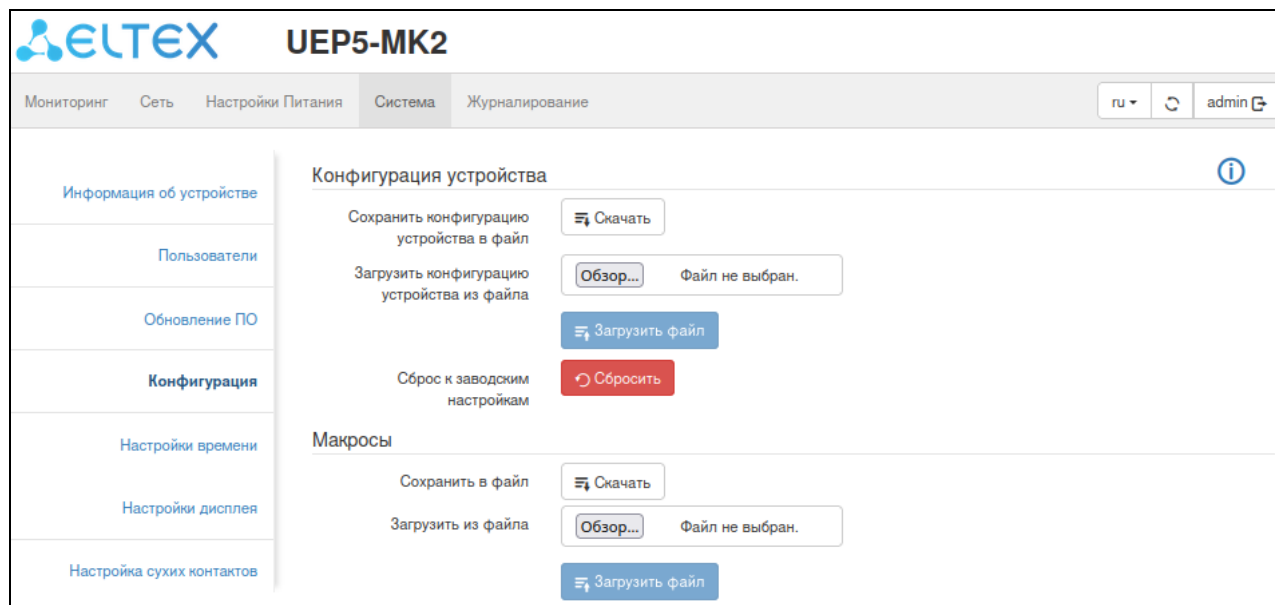 ELTEX UEP5-MK2
Мониторинг Сеть Настройки Питания Система Журналирование ru admin
Информация об устройстве
Пользователи
Обновление ПО
Конфигурация
Настройки времени
Настройки дисплея
Настройка сухих контактов
Конфигурация устройства
Сохранить конфигурацию
устройства в файл
Скачать
Загрузить конфигурацию
устройства из файла
Обзор... Файл не выбран.
Загрузить файл
Сброс к заводским
настройкам
Сбросить
Макросы
Сохранить в файл Скачать
Загрузить из файла Обзор... Файл не выбран.
Загрузить файл